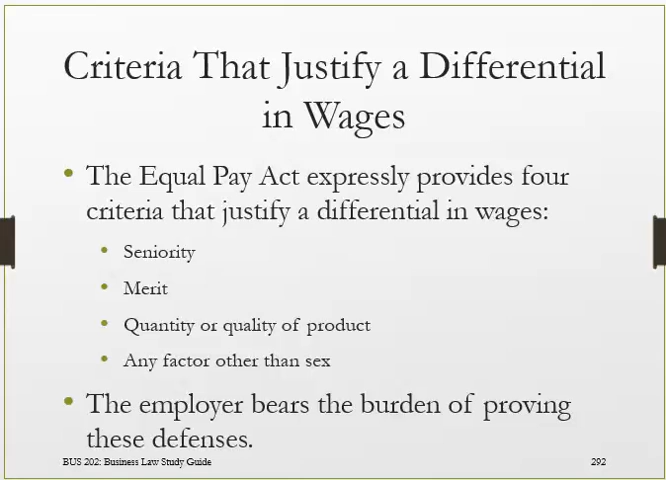 Criteria That Justify a Differential
in Wages
The Equal Pay Act expressly provides four
criteria that justify a differential in wages:
Seniority
Merit
Quantity or quality of product
Any factor other than sex
The employer bears the burden of proving
these defenses.
BUS 202: Business Law Study Guide
292